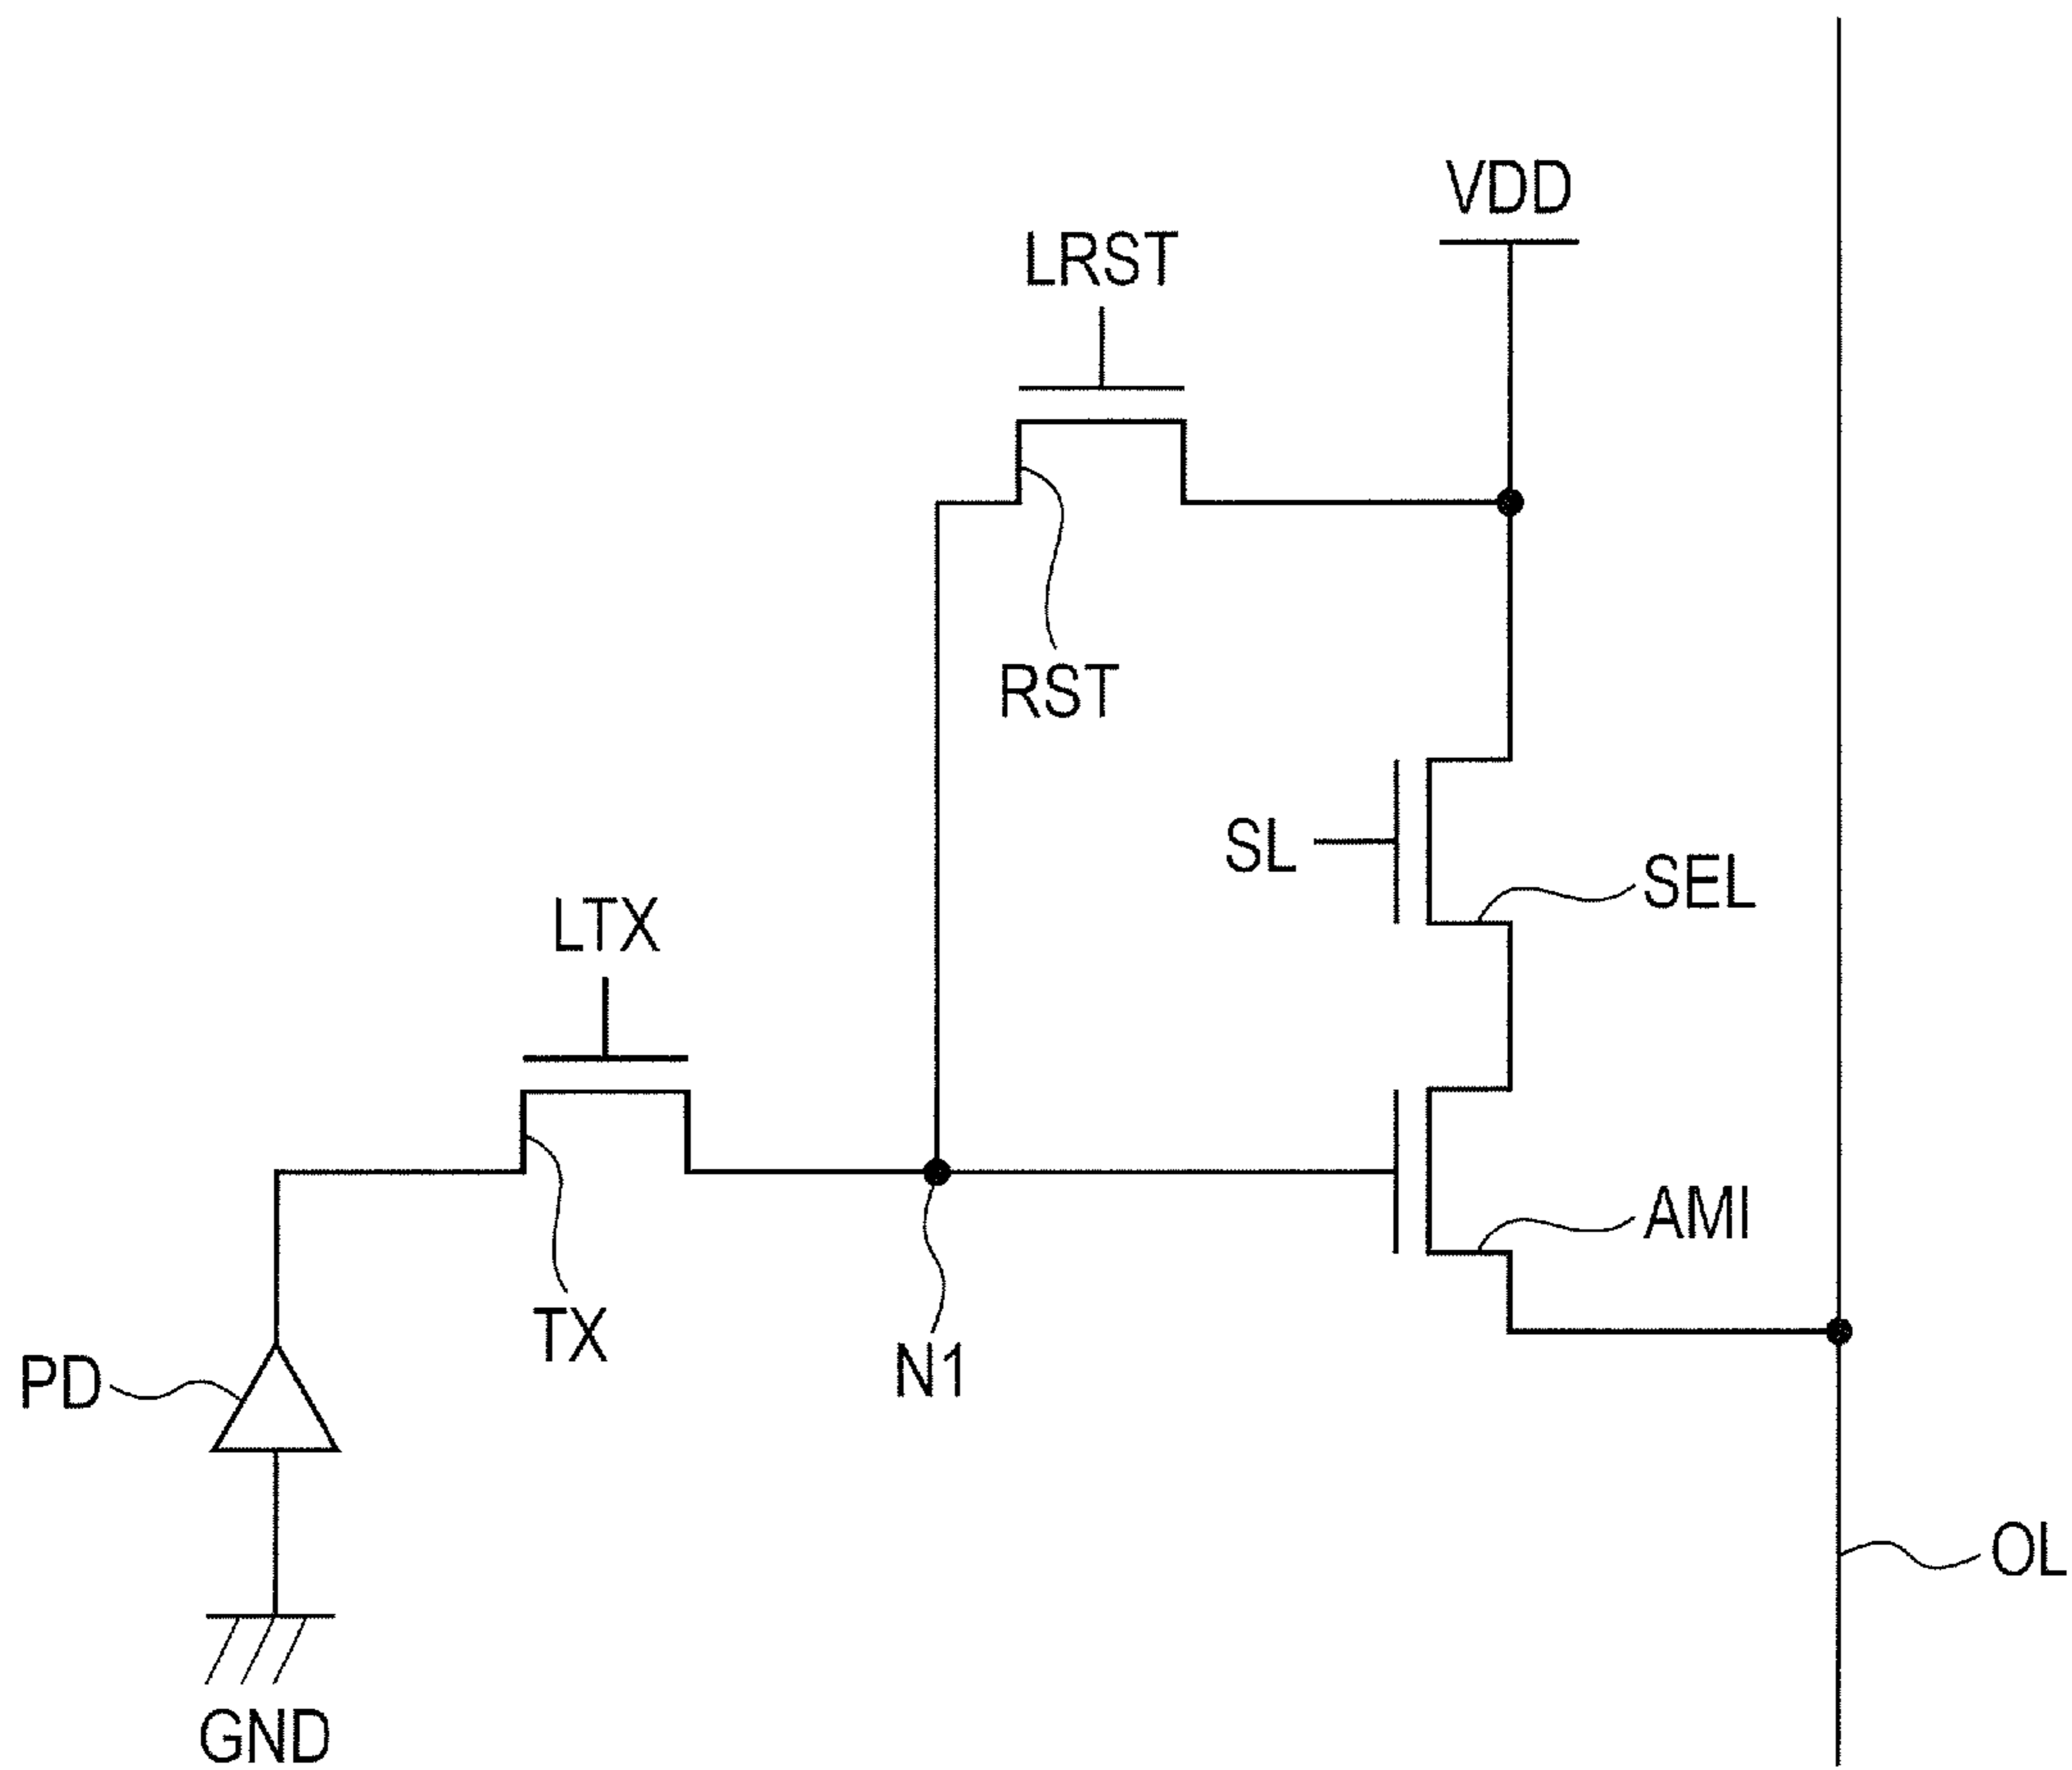 VDD
LRST
RST
SL
SEL
LTX
AMI
TX
N1
PD
OL
GND